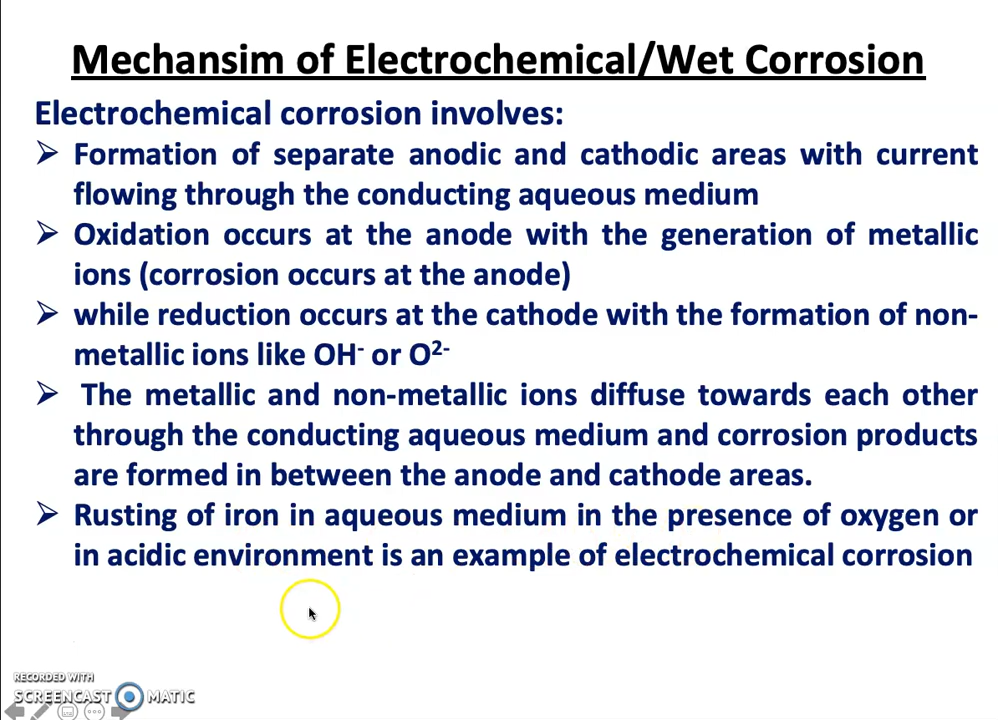 Mechansim of Electrochemical/Wet Corrosion
Electrochemical corrosion involves:
➢ Formation of separate anodic and cathodic areas with current
flowing through the conducting aqueous medium
➢ Oxidation occurs at the anode with the generation of metallic
ions (corrosion occurs at the anode)
➢ while reduction occurs at the cathode with the formation of non-
metallic ions like OH⁻ or O²⁻
➢ The metallic and non-metallic ions diffuse towards each other
through the conducting aqueous medium and corrosion products
are formed in between the anode and cathode areas.
➢ Rusting of iron in aqueous medium in the presence of oxygen or
in acidic environment is an example of electrochemical corrosion
RECORDED WITH
SCREENCAST MATIC